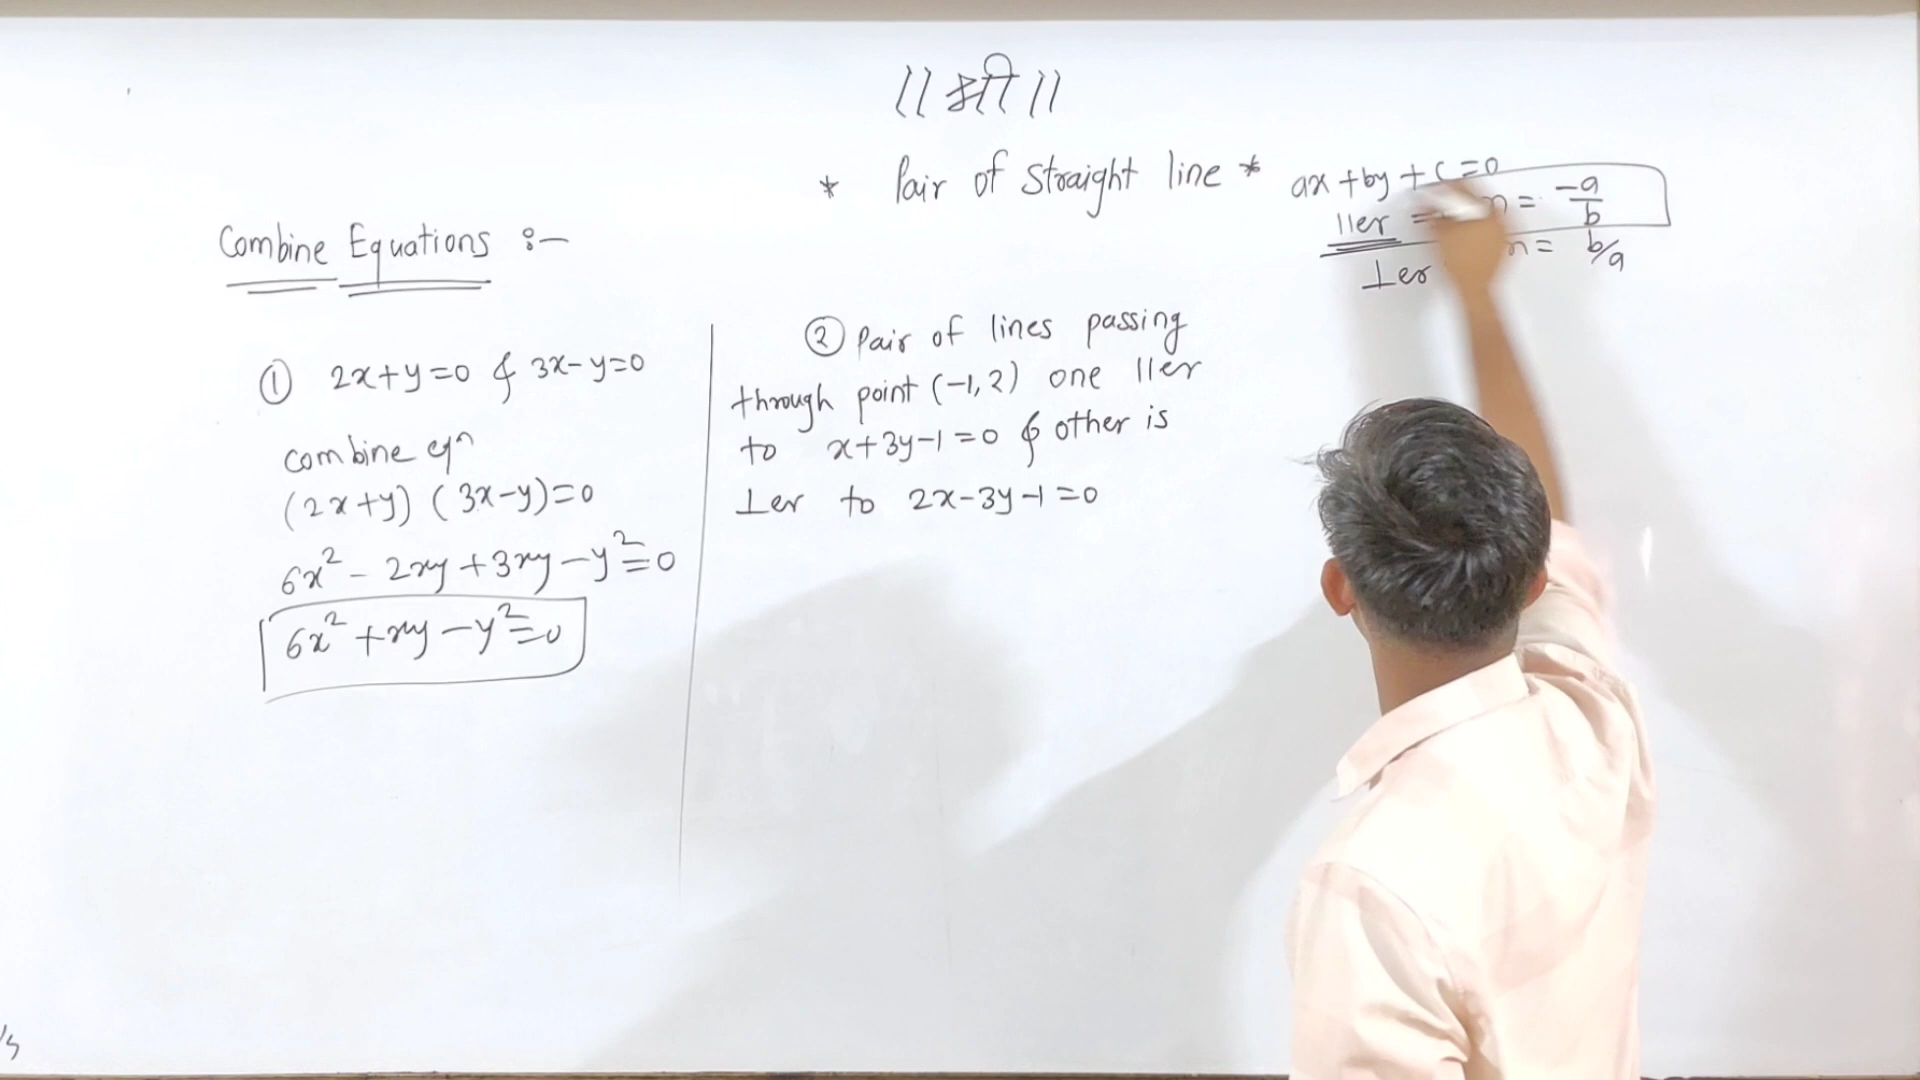 || श्री ||
* Pair of Straight line *
ax + by + c = 0
ller = m = -a/b
⊥er m = b/a
Combine Equations :-
① 2x+y=0 & 3x-y=0
combine eqn
(2x+y) (3x-y)=0
6x² - 2xy + 3xy - y² = 0
6x² + xy - y² = 0
② Pair of lines passing
through point (-1,2) one ller
to x+3y-1=0 & other is
⊥er to 2x-3y-1=0